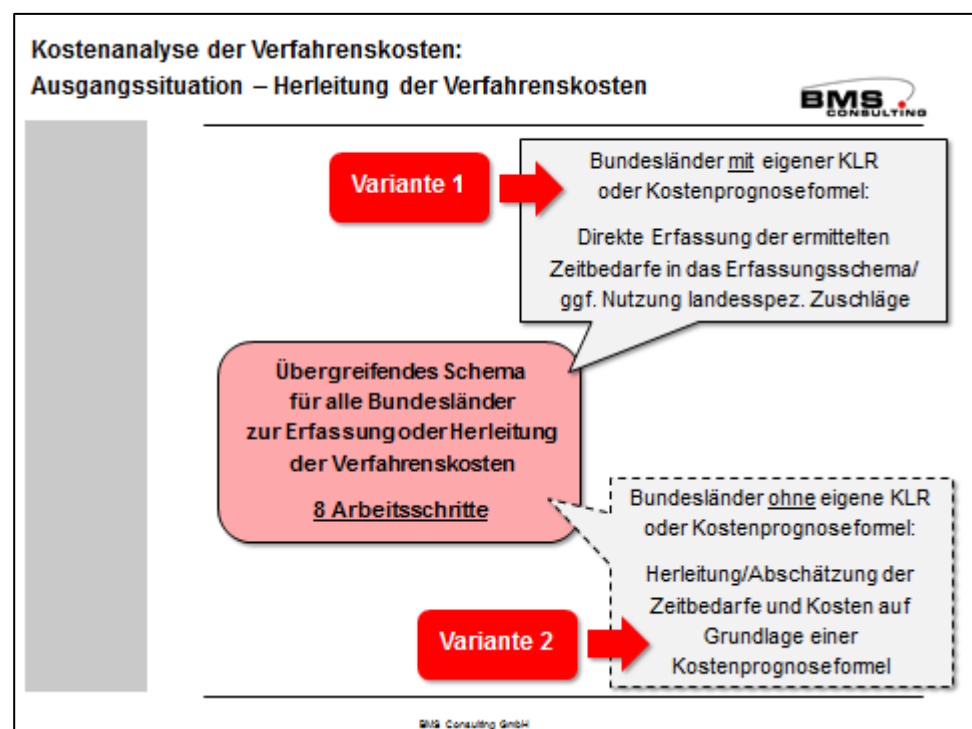 Kostenanalyse der Verfahrenskosten:
Ausgangssituation – Herleitung der Verfahrenskosten
BMS
CONSULTING
Variante 1
Bundesländer mit eigener KLR
oder Kostenprognoseformel:
Direkte Erfassung der ermittelten
Zeitbedarfe in das Erfassungsschema/
ggf. Nutzung landesspez. Zuschläge
Übergreifendes Schema
für alle Bundesländer
zur Erfassung oder Herleitung
der Verfahrenskosten
8 Arbeitsschritte
Bundesländer ohne eigene KLR
oder Kostenprognoseformel:
Herleitung/Abschätzung der
Zeitbedarfe und Kosten auf
Grundlage einer
Kostenprognoseformel
Variante 2
BMS Consulting GmbH